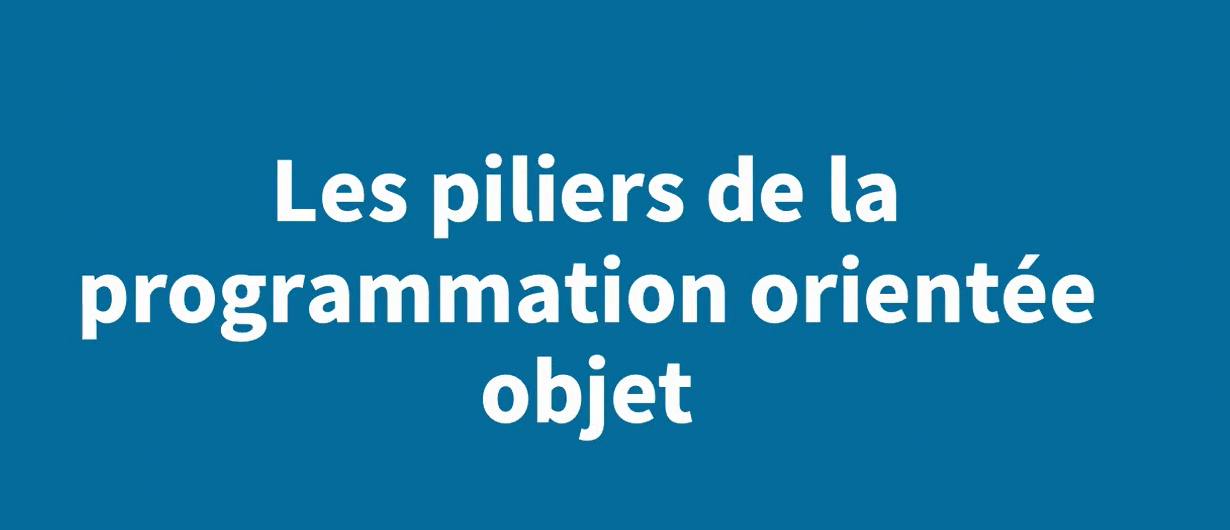 Les piliers de la
programmation orientée
objet